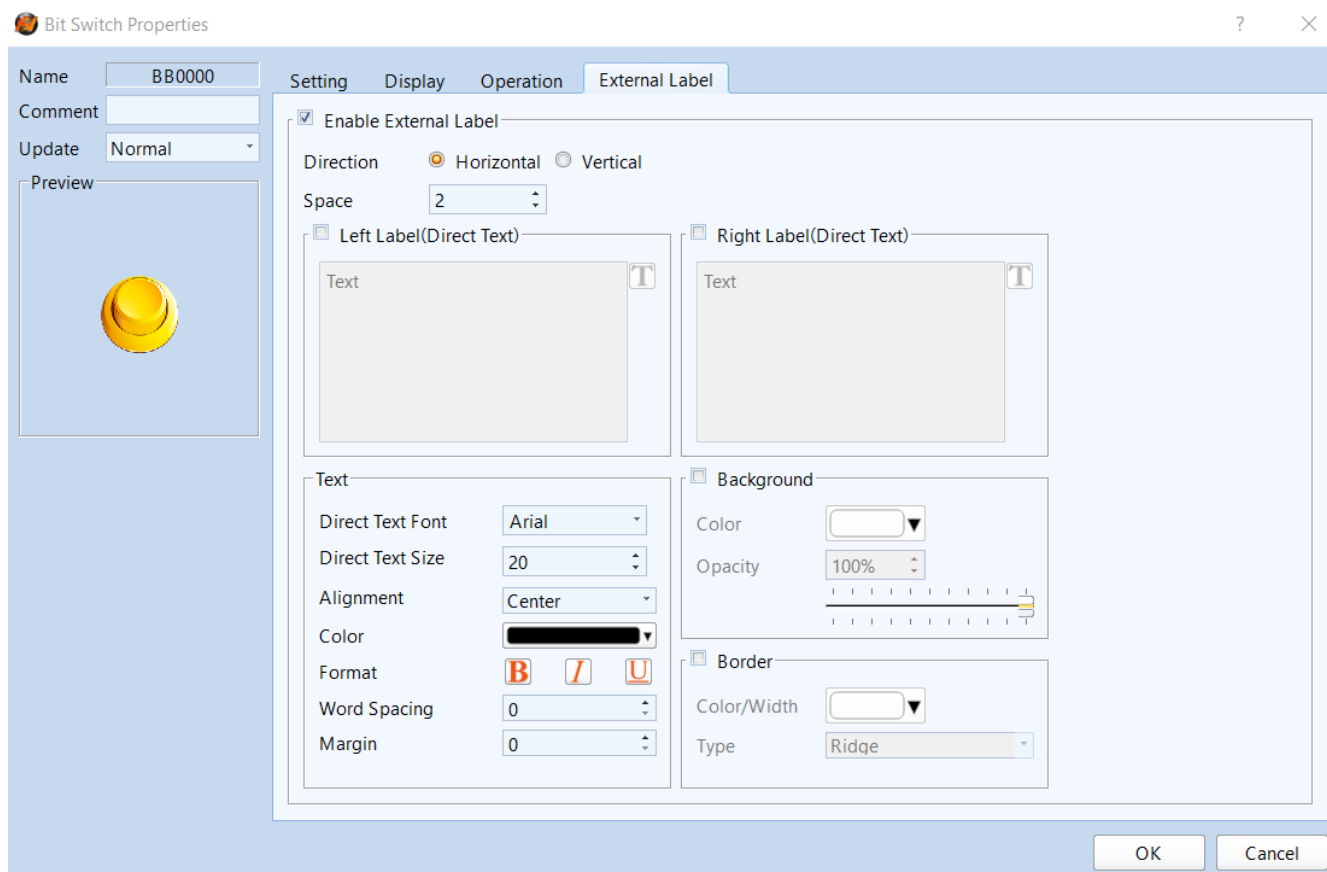 Bit Switch Properties
Name BB0000
Comment
Update Normal
Preview
Setting Display Operation External Label
Enable External Label
Direction Horizontal Vertical
Space 2
Left Label(Direct Text) Right Label(Direct Text)
Text T Text T
Text Background
Direct Text Font Arial
Direct Text Size 20
Alignment Center
Color
Format B I U
Word Spacing 0
Margin 0
Color
Opacity 100%
Border
Color/Width
Type Ridge
OK Cancel